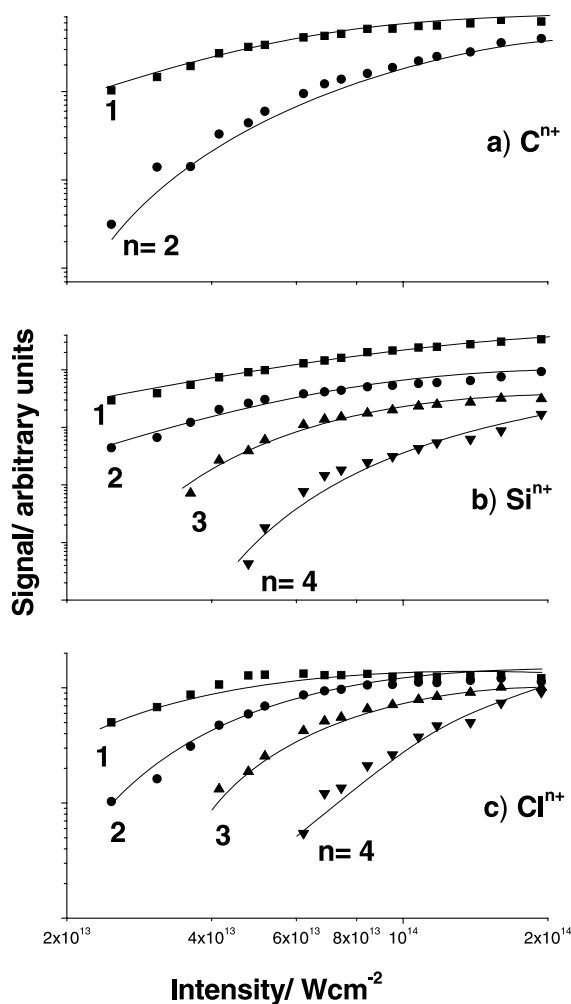 1
n= 2
a) Cⁿ⁺
Signal/ arbitrary units
1
2
3
n= 4
b) Siⁿ⁺
1
2
3
n= 4
c) Clⁿ⁺
2x10¹³ 4x10¹³ 6x10¹³ 8x10¹³ 10¹⁴ 2x10¹⁴
Intensity/ Wcm⁻²